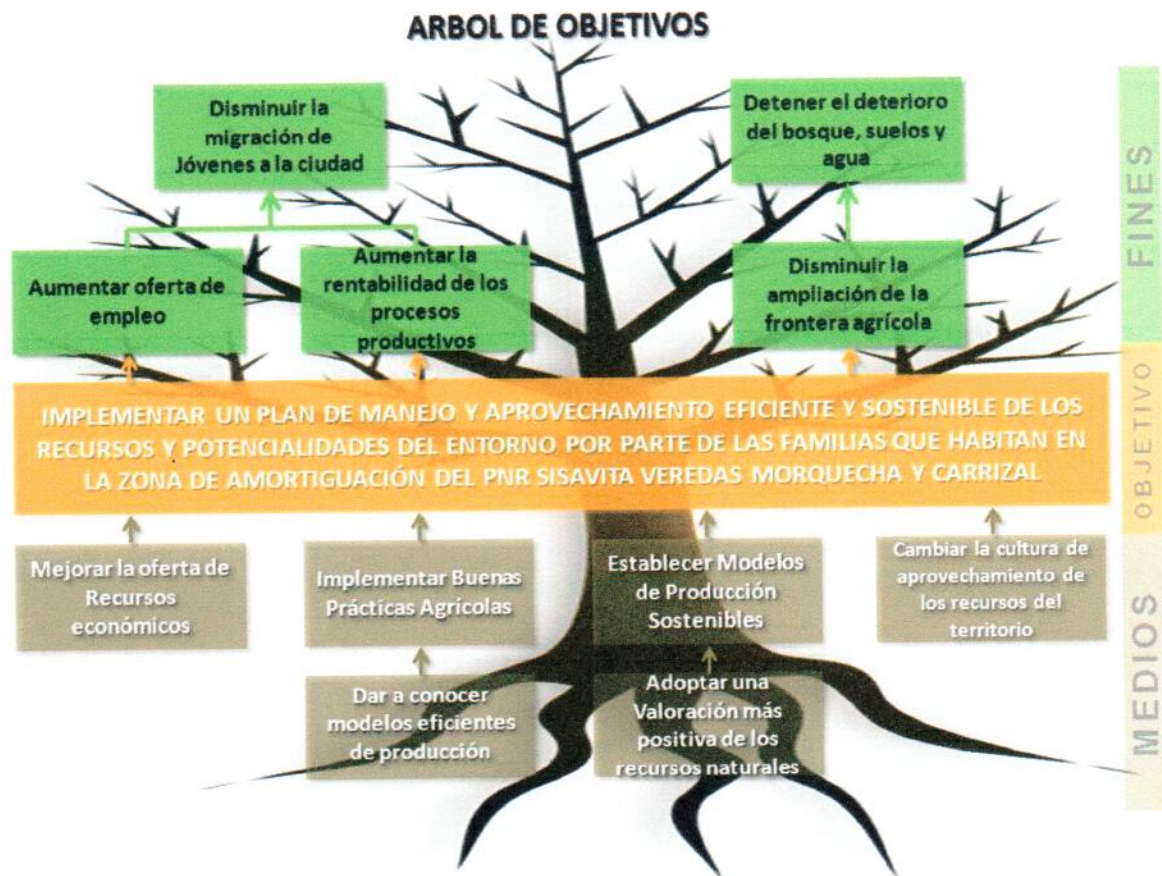 ARBOL DE OBJETIVOS
Disminuir la
migración de
Jóvenes a la ciudad
Detener el deterioro
del bosque, suelos y
agua
Aumentar oferta de
empleo
Aumentar la
rentabilidad de los
procesos
productivos
Disminuir la
ampliación de la
frontera agrícola
FINES
IMPLEMENTAR UN PLAN DE MANEJO Y APROVECHAMIENTO EFICIENTE Y SOSTENIBLE DE LOS
RECURSOS Y POTENCIALIDADES DEL ENTORNO POR PARTE DE LAS FAMILIAS QUE HABITAN EN
LA ZONA DE AMORTIGUACIÓN DEL PNR SISAVITA VEREDAS MORQUECHA Y CARRIZAL
OBJETIVO
Mejorar la oferta de
Recursos
económicos
Implementar Buenas
Prácticas Agrícolas
Establecer Modelos
de Producción
Sostenibles
Cambiar la cultura de
aprovechamiento de
los recursos del
territorio
Dar a conocer
modelos eficientes
de producción
Adoptar una
Valoración más
positiva de los
recursos naturales
MEDIOS